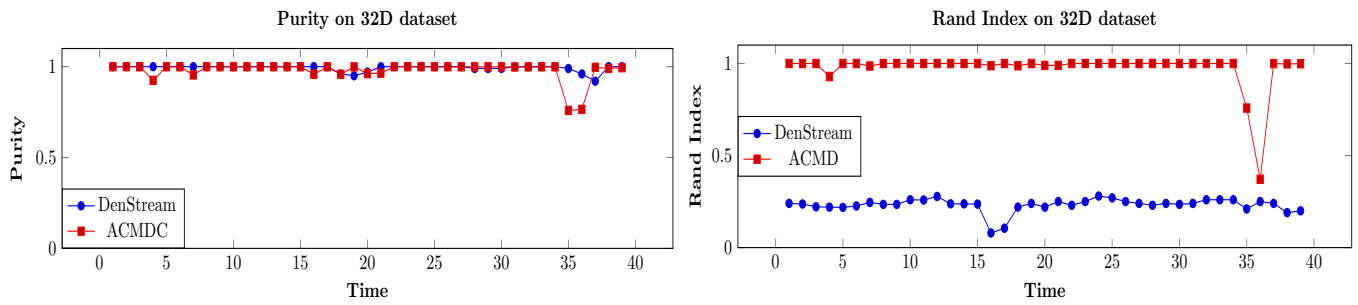 Purity on 32D dataset
1
0.5
0
Purity
DenStream
ACMDC
0 5 10 15 20 25 30 35 40
Time
Rand Index on 32D dataset
1
0.5
0
Rand Index
DenStream
ACMD
0 5 10 15 20 25 30 35 40
Time